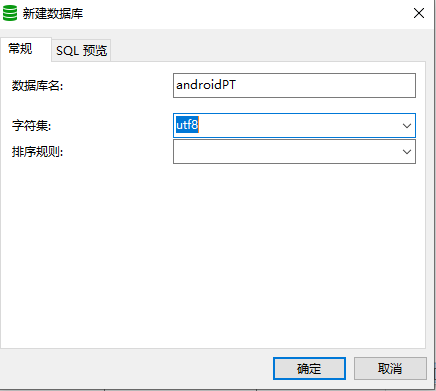 新建数据库
常规 SQL 预览
数据库名: androidPT
字符集: utf8
排序规则:
确定 取消